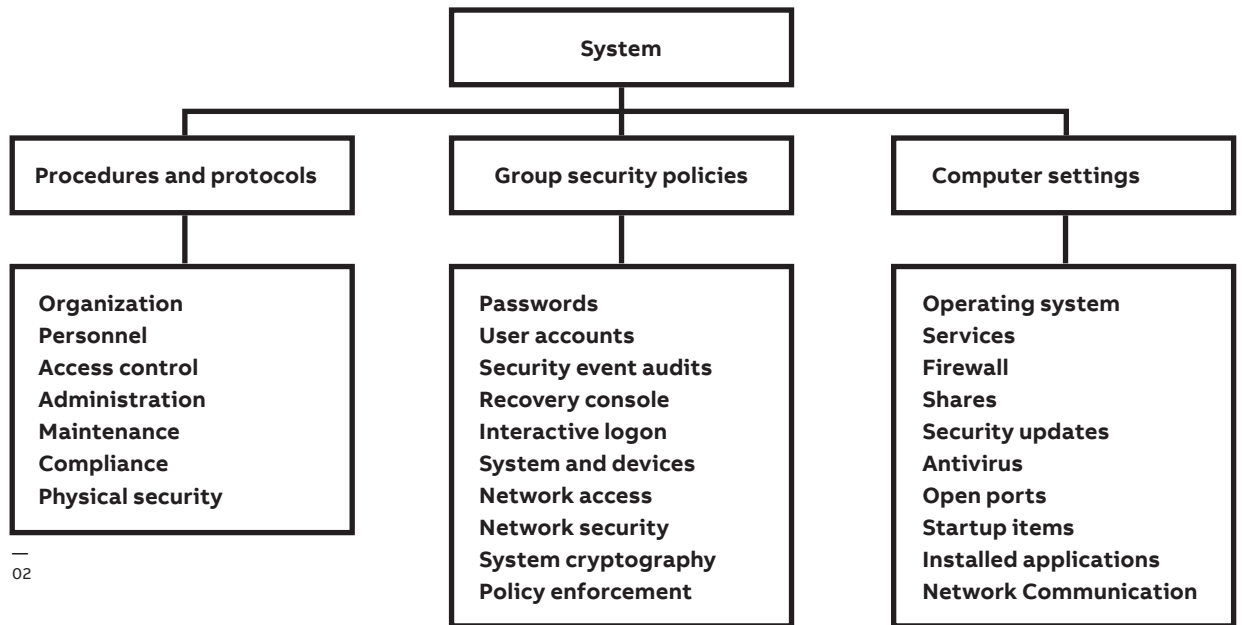 System
Procedures and protocols
Group security policies
Computer settings
Organization
Personnel
Access control
Administration
Maintenance
Compliance
Physical security
Passwords
User accounts
Security event audits
Recovery console
Interactive logon
System and devices
Network access
Network security
System cryptography
Policy enforcement
Operating system
Services
Firewall
Shares
Security updates
Antivirus
Open ports
Startup items
Installed applications
Network Communication
—
02